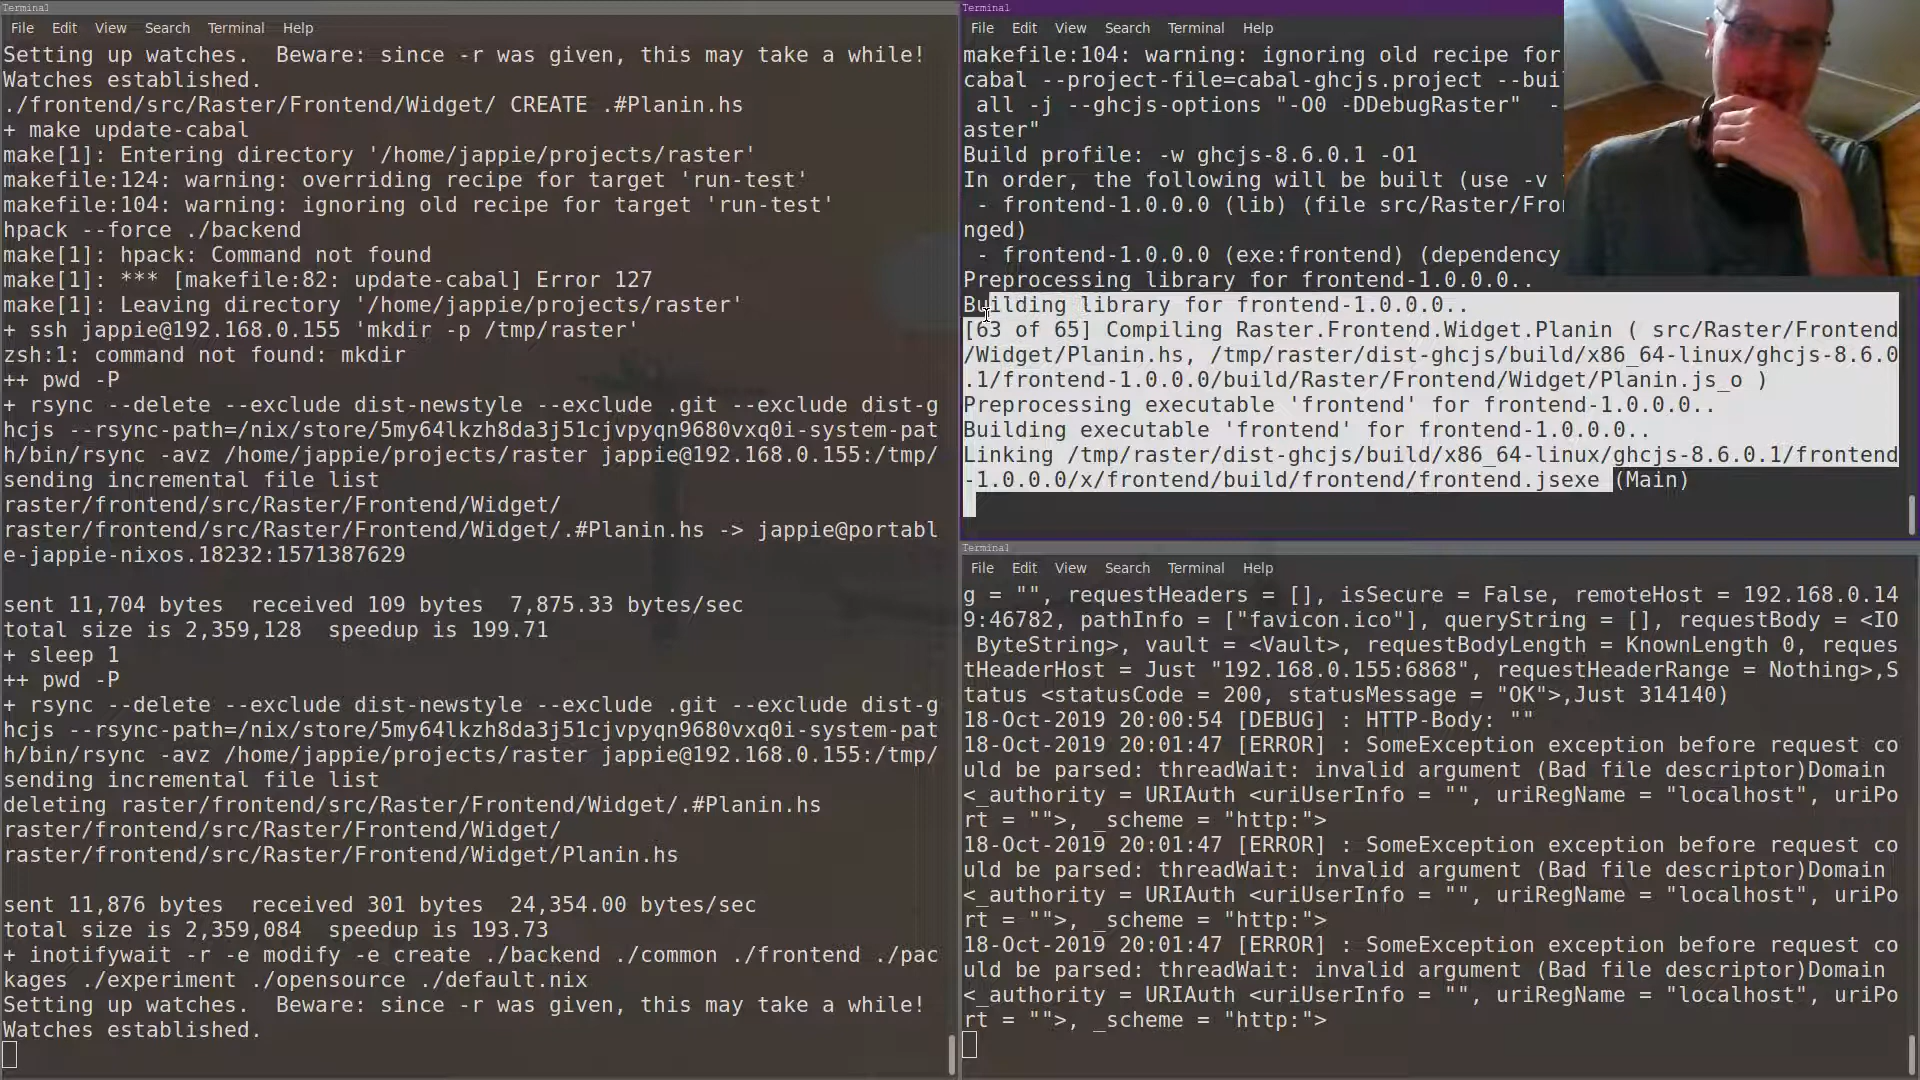 Terminal
File Edit View Search Terminal Help
Setting up watches.  Beware: since -r was given, this may take a while!
Watches established.
./frontend/src/Raster/Frontend/Widget/ CREATE .#Planin.hs
+ make update-cabal
make[1]: Entering directory '/home/jappie/projects/raster'
makefile:124: warning: overriding recipe for target 'run-test'
makefile:104: warning: ignoring old recipe for target 'run-test'
hpack --force ./backend
make[1]: hpack: Command not found
make[1]: *** [makefile:82: update-cabal] Error 127
make[1]: Leaving directory '/home/jappie/projects/raster'
+ ssh jappie@192.168.0.155 'mkdir -p /tmp/raster'
zsh:1: command not found: mkdir
++ pwd -P
+ rsync --delete --exclude dist-newstyle --exclude .git --exclude dist-g
hcjs --rsync-path=/nix/store/5my64lkzh8da3j51cjvpyqn9680vxq0i-system-pat
h/bin/rsync -avz /home/jappie/projects/raster jappie@192.168.0.155:/tmp/
sending incremental file list
raster/frontend/src/Raster/Frontend/Widget/
raster/frontend/src/Raster/Frontend/Widget/.#Planin.hs -> jappie@portabl
e-jappie-nixos.18232:1571387629

sent 11,704 bytes  received 109 bytes  7,875.33 bytes/sec
total size is 2,359,128  speedup is 199.71
+ sleep 1
++ pwd -P
+ rsync --delete --exclude dist-newstyle --exclude .git --exclude dist-g
hcjs --rsync-path=/nix/store/5my64lkzh8da3j51cjvpyqn9680vxq0i-system-pat
h/bin/rsync -avz /home/jappie/projects/raster jappie@192.168.0.155:/tmp/
sending incremental file list
deleting raster/frontend/src/Raster/Frontend/Widget/.#Planin.hs
raster/frontend/src/Raster/Frontend/Widget/
raster/frontend/src/Raster/Frontend/Widget/Planin.hs

sent 11,876 bytes  received 301 bytes  24,354.00 bytes/sec
total size is 2,359,084  speedup is 193.73
+ inotifywait -r -e modify -e create ./backend ./common ./frontend ./pac
kages ./experiment ./opensource ./default.nix
Setting up watches.  Beware: since -r was given, this may take a while!
Watches established.
Terminal
File Edit View Search Terminal Help
makefile:104: warning: ignoring old recipe for
cabal --project-file=cabal-ghcjs.project --bui
 all -j --ghcjs-options "-O0 -DDebugRaster"  -
aster"
Build profile: -w ghcjs-8.6.0.1 -O1
In order, the following will be built (use -v
 - frontend-1.0.0.0 (lib) (file src/Raster/Fro
nged)
 - frontend-1.0.0.0 (exe:frontend) (dependency
Preprocessing library for frontend-1.0.0.0..
Building library for frontend-1.0.0.0..
[63 of 65] Compiling Raster.Frontend.Widget.Planin ( src/Raster/Frontend
/Widget/Planin.hs, /tmp/raster/dist-ghcjs/build/x86_64-linux/ghcjs-8.6.0
.1/frontend-1.0.0.0/build/Raster/Frontend/Widget/Planin.js_o )
Preprocessing executable 'frontend' for frontend-1.0.0.0..
Building executable 'frontend' for frontend-1.0.0.0..
Linking /tmp/raster/dist-ghcjs/build/x86_64-linux/ghcjs-8.6.0.1/frontend
-1.0.0.0/x/frontend/build/frontend/frontend.jsexe (Main)
Terminal
File Edit View Search Terminal Help
g = "", requestHeaders = [], isSecure = False, remoteHost = 192.168.0.14
9:46782, pathInfo = ["favicon.ico"], queryString = [], requestBody = <IO
 ByteString>, vault = <Vault>, requestBodyLength = KnownLength 0, reques
tHeaderHost = Just "192.168.0.155:6868", requestHeaderRange = Nothing>,S
tatus <statusCode = 200, statusMessage = "OK">,Just 314140)
18-Oct-2019 20:00:54 [DEBUG] : HTTP-Body: ""
18-Oct-2019 20:01:47 [ERROR] : SomeException exception before request co
uld be parsed: threadWait: invalid argument (Bad file descriptor)Domain
<_authority = URIAuth <uriUserInfo = "", uriRegName = "localhost", uriPo
rt = "">, _scheme = "http:">
18-Oct-2019 20:01:47 [ERROR] : SomeException exception before request co
uld be parsed: threadWait: invalid argument (Bad file descriptor)Domain
<_authority = URIAuth <uriUserInfo = "", uriRegName = "localhost", uriPo
rt = "">, _scheme = "http:">
18-Oct-2019 20:01:47 [ERROR] : SomeException exception before request co
uld be parsed: threadWait: invalid argument (Bad file descriptor)Domain
<_authority = URIAuth <uriUserInfo = "", uriRegName = "localhost", uriPo
rt = "">, _scheme = "http:">